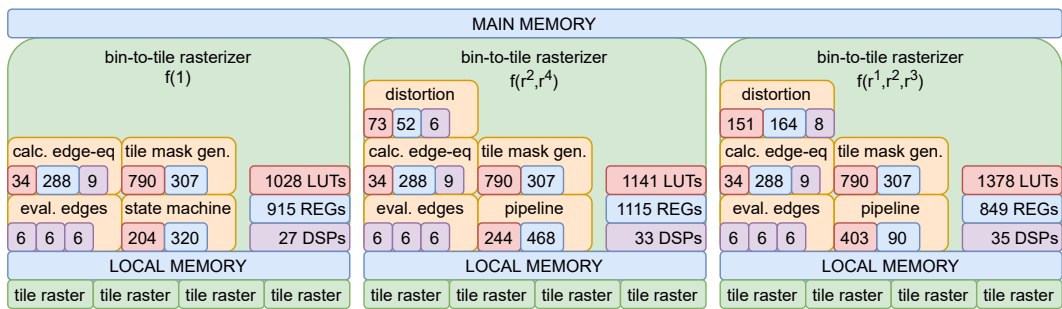 MAIN MEMORY
bin-to-tile rasterizer
f(1)
calc. edge-eq
tile mask gen.
34 288 9
790 307
1028 LUTs
eval. edges
state machine
915 REGs
6 6 6
204 320
27 DSPs
LOCAL MEMORY
tile raster tile raster tile raster tile raster
bin-to-tile rasterizer
f(r²,r⁴)
distortion
73 52 6
calc. edge-eq
tile mask gen.
34 288 9
790 307
1141 LUTs
eval. edges
pipeline
1115 REGs
6 6 6
244 468
33 DSPs
LOCAL MEMORY
tile raster tile raster tile raster tile raster
bin-to-tile rasterizer
f(r¹,r²,r³)
distortion
151 164 8
calc. edge-eq
tile mask gen.
34 288 9
790 307
1378 LUTs
eval. edges
pipeline
849 REGs
6 6 6
403 90
35 DSPs
LOCAL MEMORY
tile raster tile raster tile raster tile raster